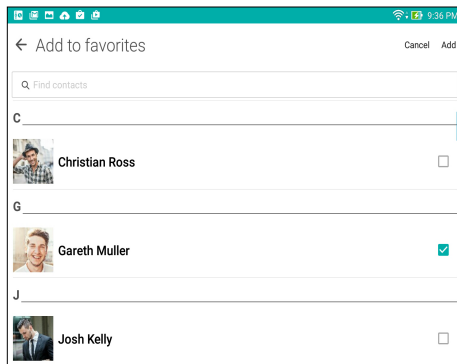 9:36 PM
Add to favorites
Cancel Add
Find contacts
C
Christian Ross
G
Gareth Muller
J
Josh Kelly